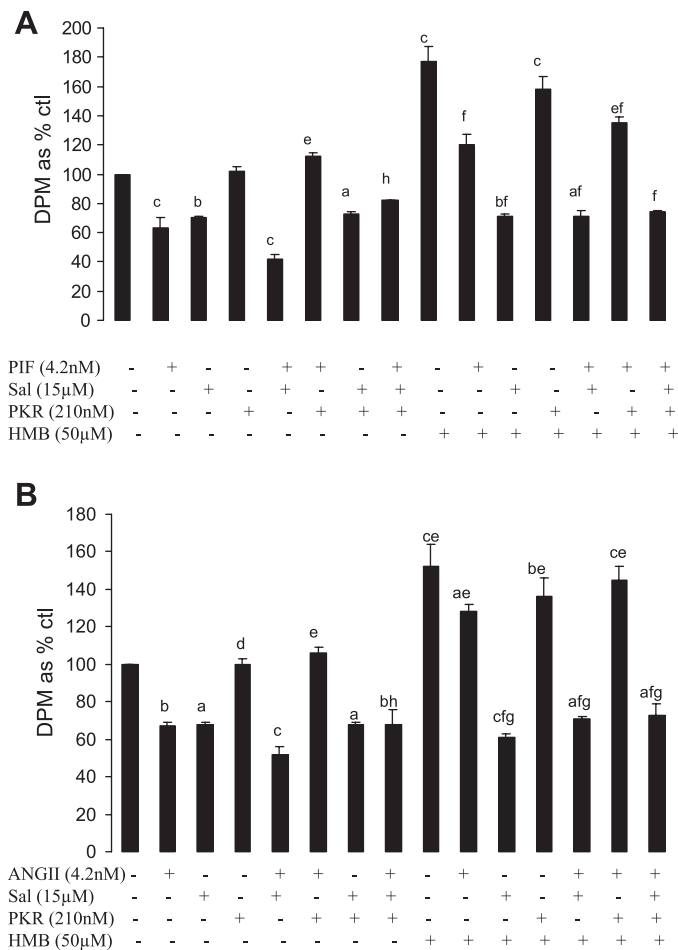 A
200
c
180
c
160
140
ef
f
120
e
100
h
80
c b a bf af f
60
c
40
20
0
DPM as % ctl
PIF (4.2nM) - + - - + + - + - + - - + + +
Sal (15µM) - - + - + - + + - - + - + - +
PKR (210nM) - - - + - + + + - - - + - + +
HMB (50µM) - - - - - - - - + + + + + + +
B
180
ce
160
ce
be
140
ae
120
e
d
100
80
b a a bh cfg afg afg
c
60
40
20
0
DPM as % ctl
ANGII (4.2nM) - + - - + + - + - + - - + + +
Sal (15µM) - - + - + - + + - - + - + - +
PKR (210nM) - - - + - + + + - - - + - + +
HMB (50µM) - - - - - - - - + + + + + + +